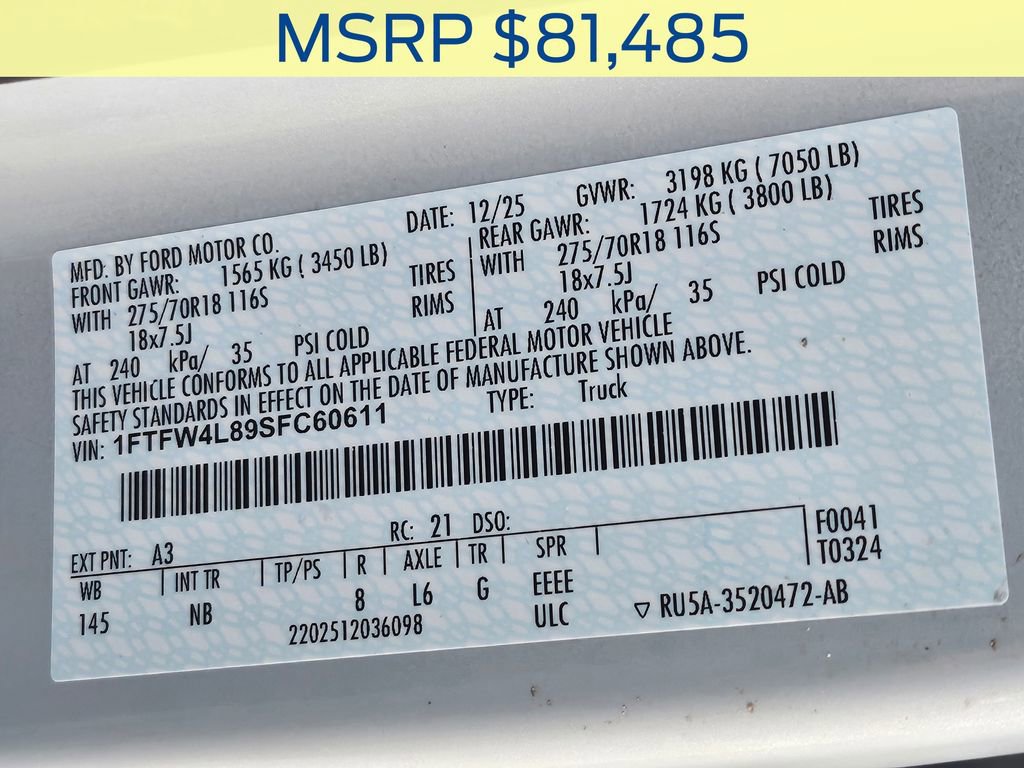 MSRP $81,485
MFD. BY FORD MOTOR CO. DATE: 12/25 GVWR: 3198 KG ( 7050 LB)
FRONT GAWR: 1565 KG ( 3450 LB) REAR GAWR: 1724 KG ( 3800 LB)
WITH 275/70R18 116S TIRES WITH 275/70R18 116S TIRES
18x7.5J RIMS 18x7.5J RIMS
AT 240 kPa/ 35 PSI COLD AT 240 kPa/ 35 PSI COLD
THIS VEHICLE CONFORMS TO ALL APPLICABLE FEDERAL MOTOR VEHICLE
SAFETY STANDARDS IN EFFECT ON THE DATE OF MANUFACTURE SHOWN ABOVE.
VIN: 1FTFW4L89SFC60611 TYPE: Truck
EXT PNT: A3 RC: 21 DSO: F0041
WB INT TR TP/PS R AXLE TR SPR T0324
145 NB 8 L6 G EEEE
2202512036098 ULC ▽ RU5A-3520472-AB